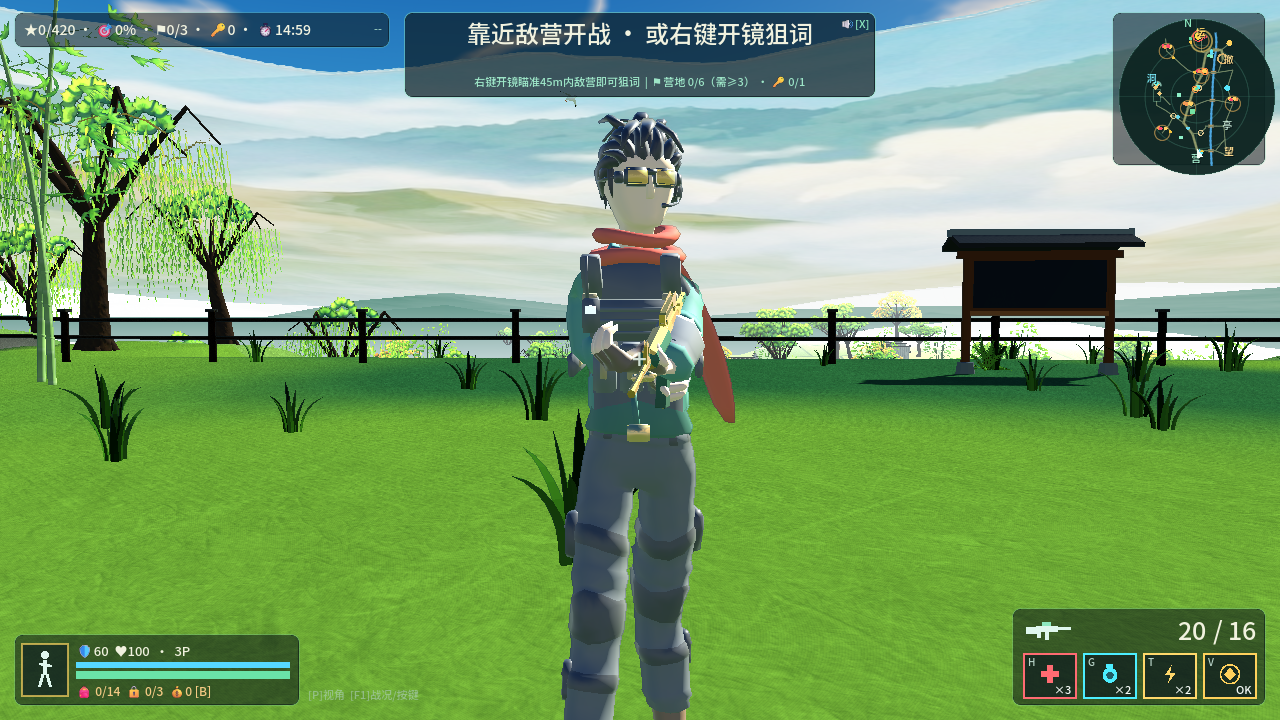 ★0/420 · 🎯0% · ⚑0/3 · 🔑0 · ⏱14:59 --
靠近敌营开战 · 或右键开镜狙词
🔊[X]
右键开镜瞄准45m内敌营即可狙词 | ⚑营地 0/6（需≥3） · 🔑 0/1
N
撤
洞
亭
营
望
60 ♥100 · 3P
0/14 0/3 0 [B]
[P]视角 [F1]战况/按键
20 / 16
H ×3
G ×2
T ×2
V OK